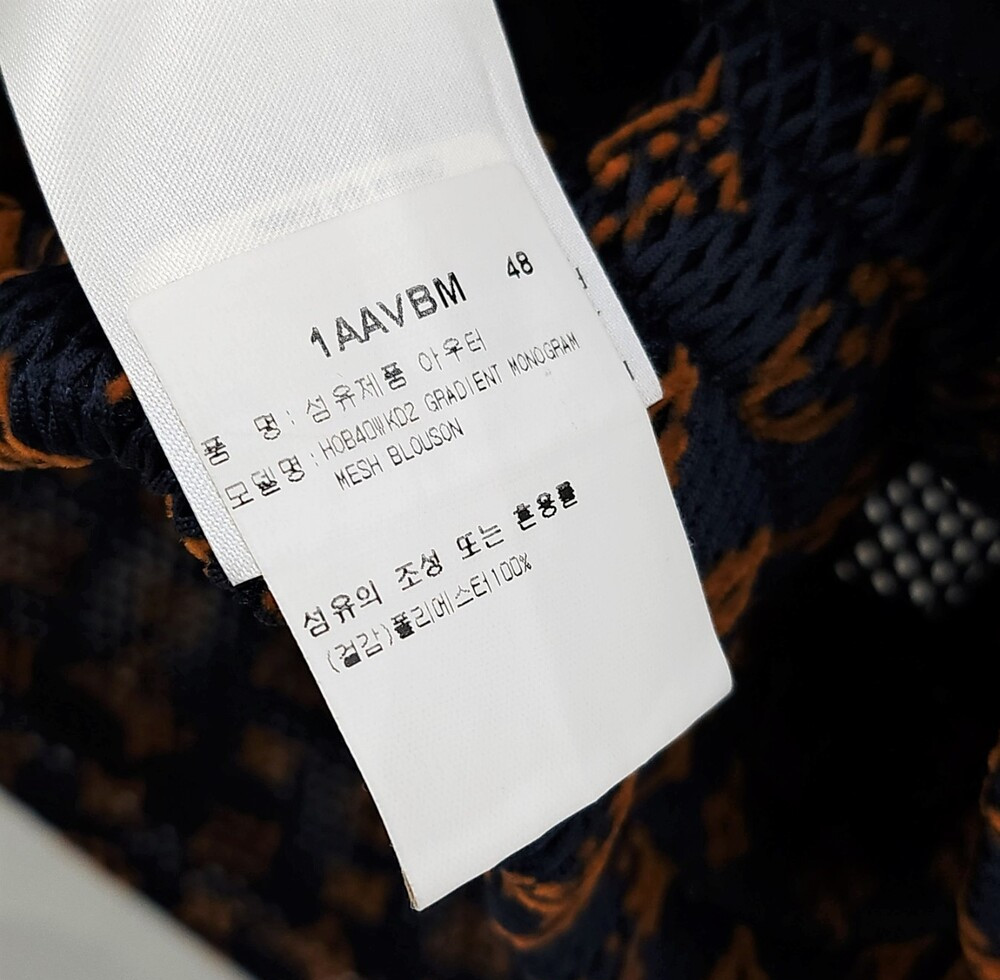 1AAVBM 48
품 명 : 섬유제품 아우터
모델명 : HOB40WKD2 GRADIENT MONOGRAM
MESH BLOUSON
섬유의 조성 또는 혼용률
(겉감)폴리에스터100%